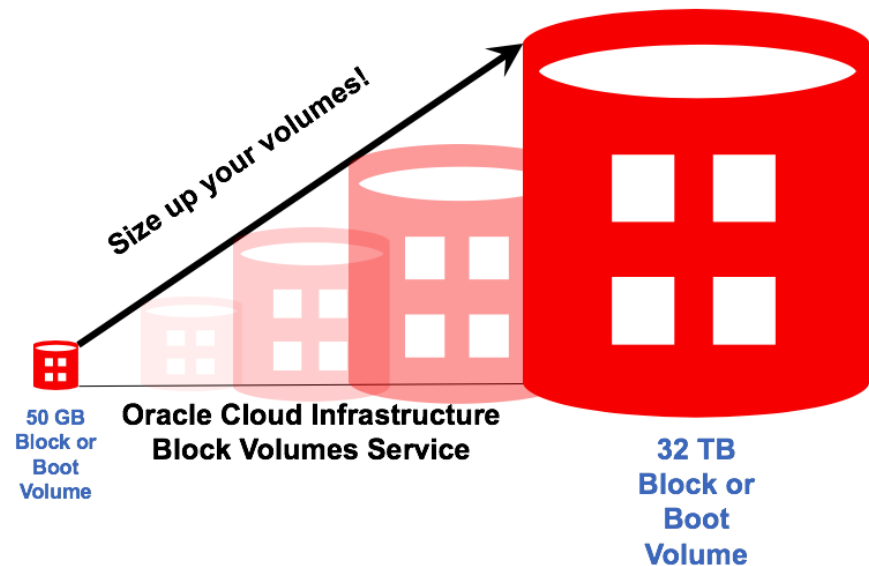 Size up your volumes!
50 GB
Block or
Boot
Volume
Oracle Cloud Infrastructure
Block Volumes Service
32 TB
Block or
Boot
Volume